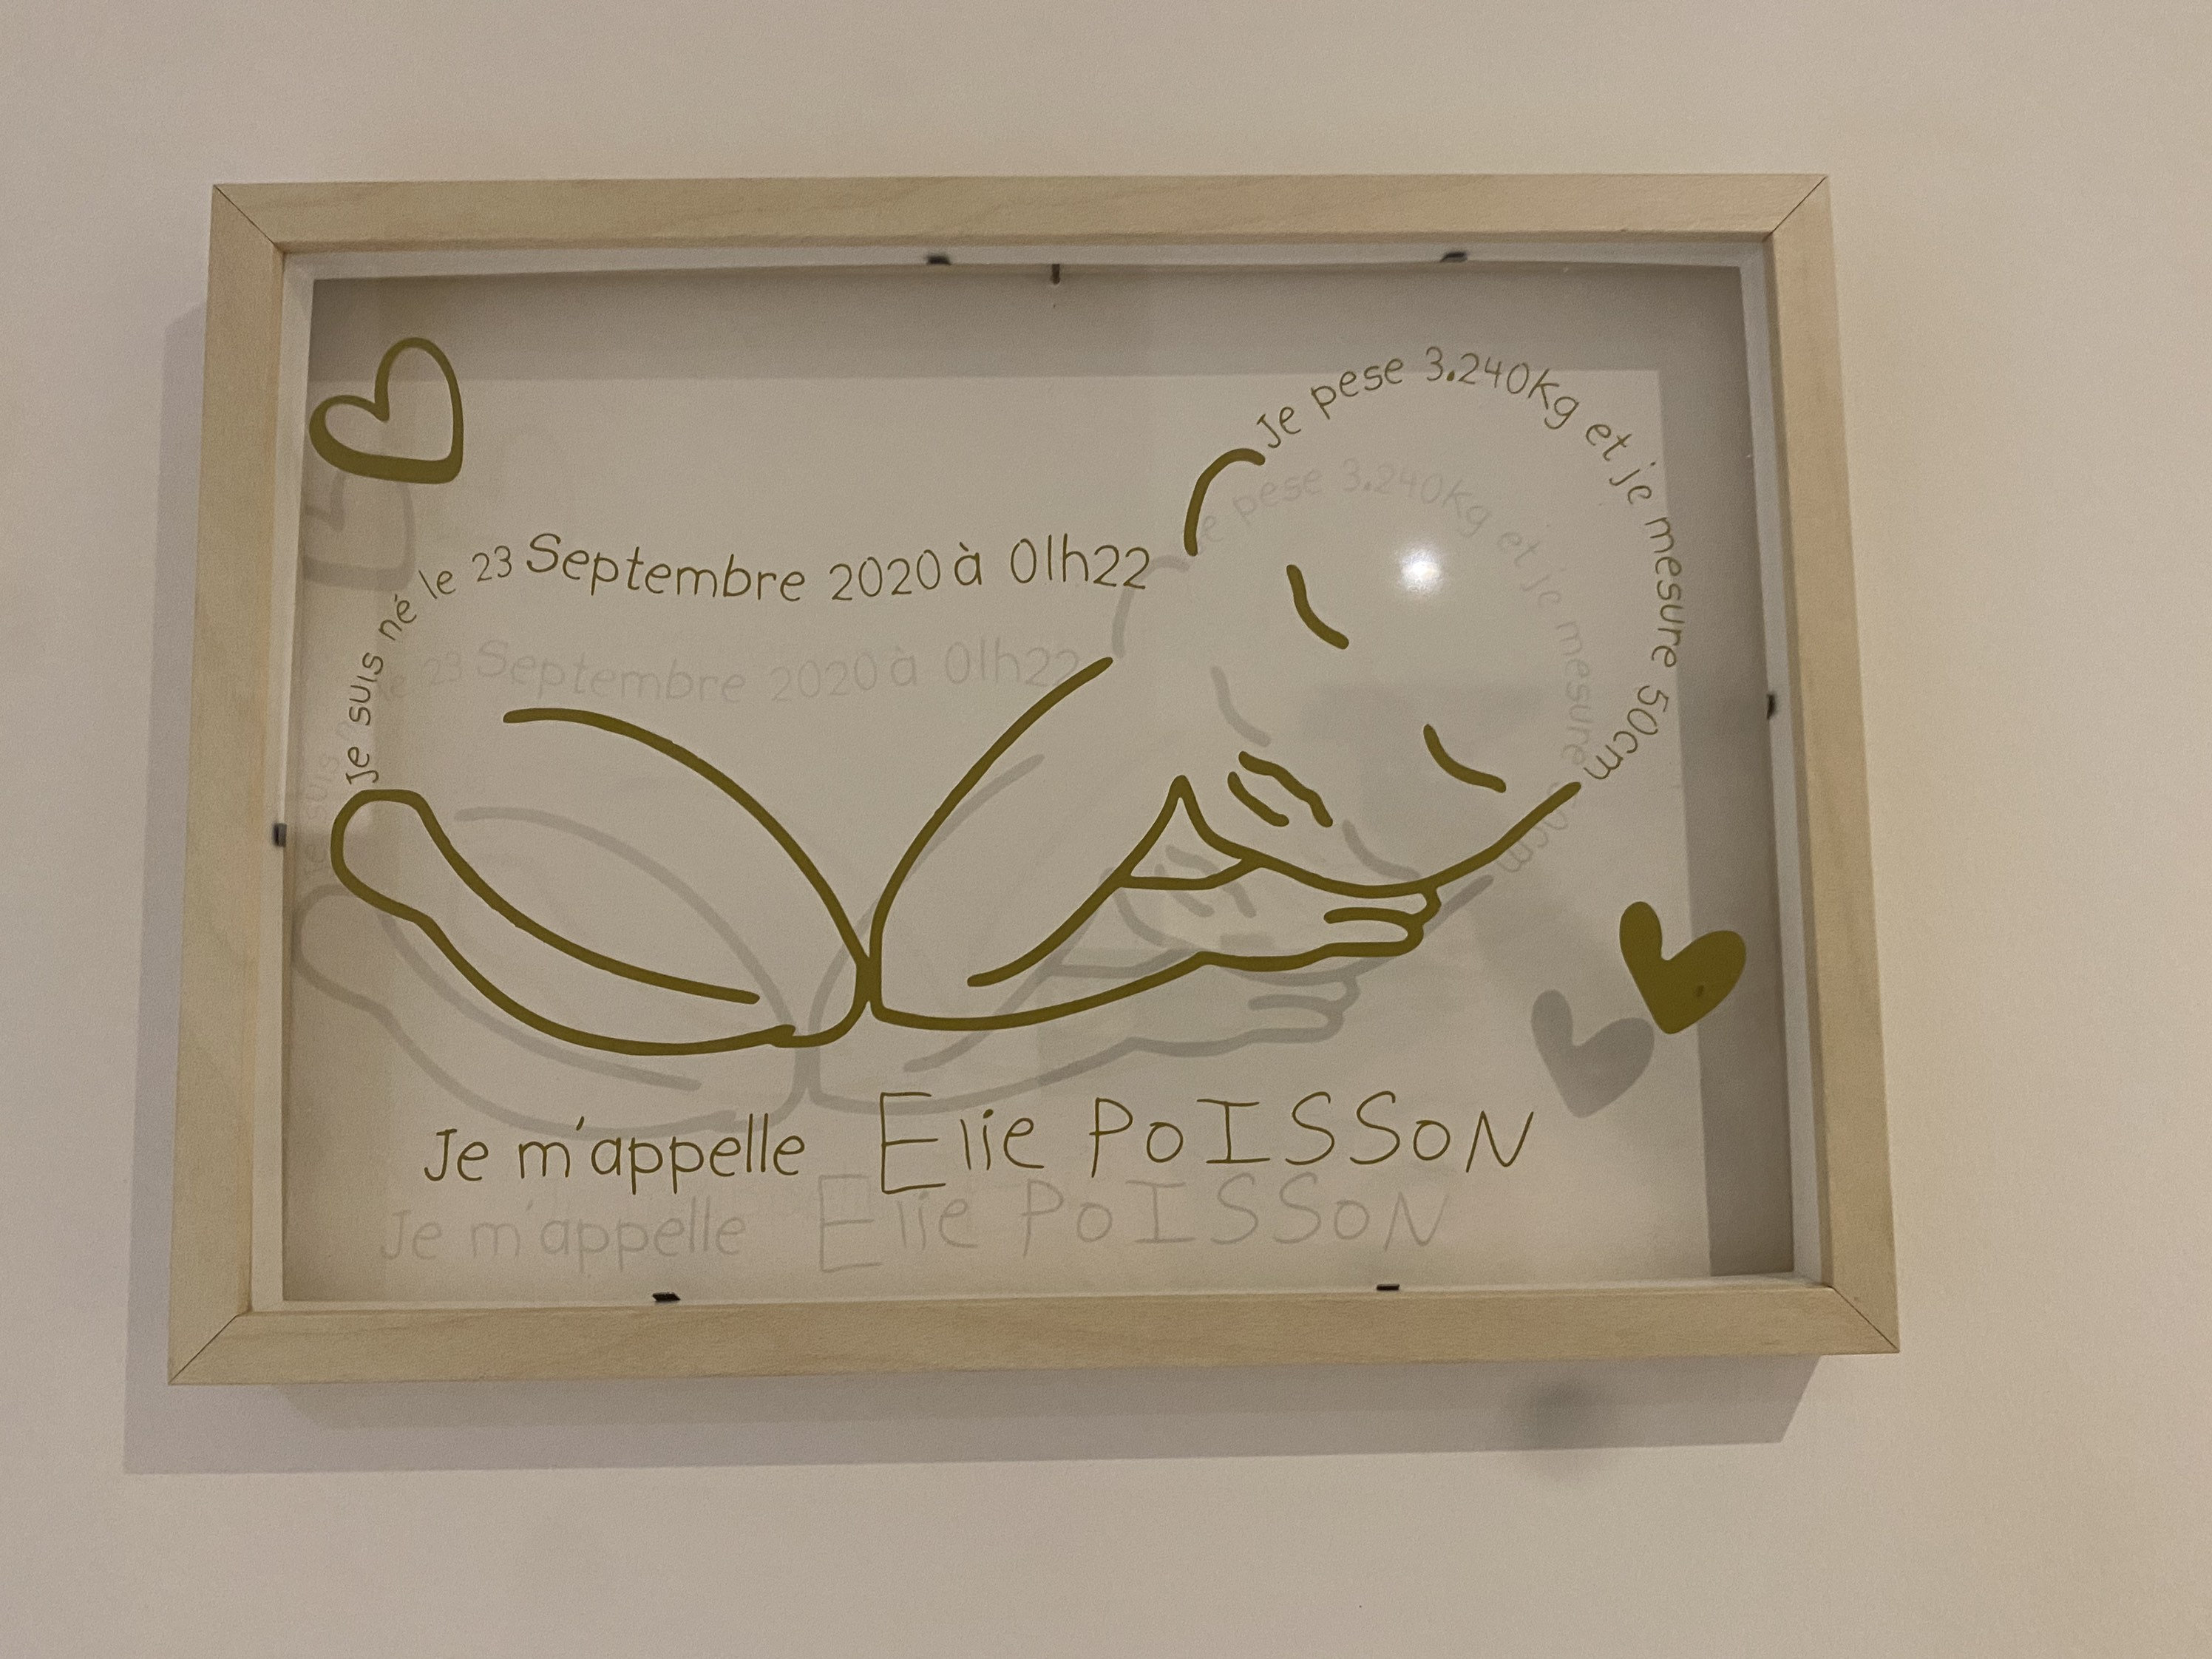 Je suis né le 23 Septembre 2020 à 01h22
Je pese 3.240kg et je mesure 50cm
Je m'appelle Elie PoISSoN